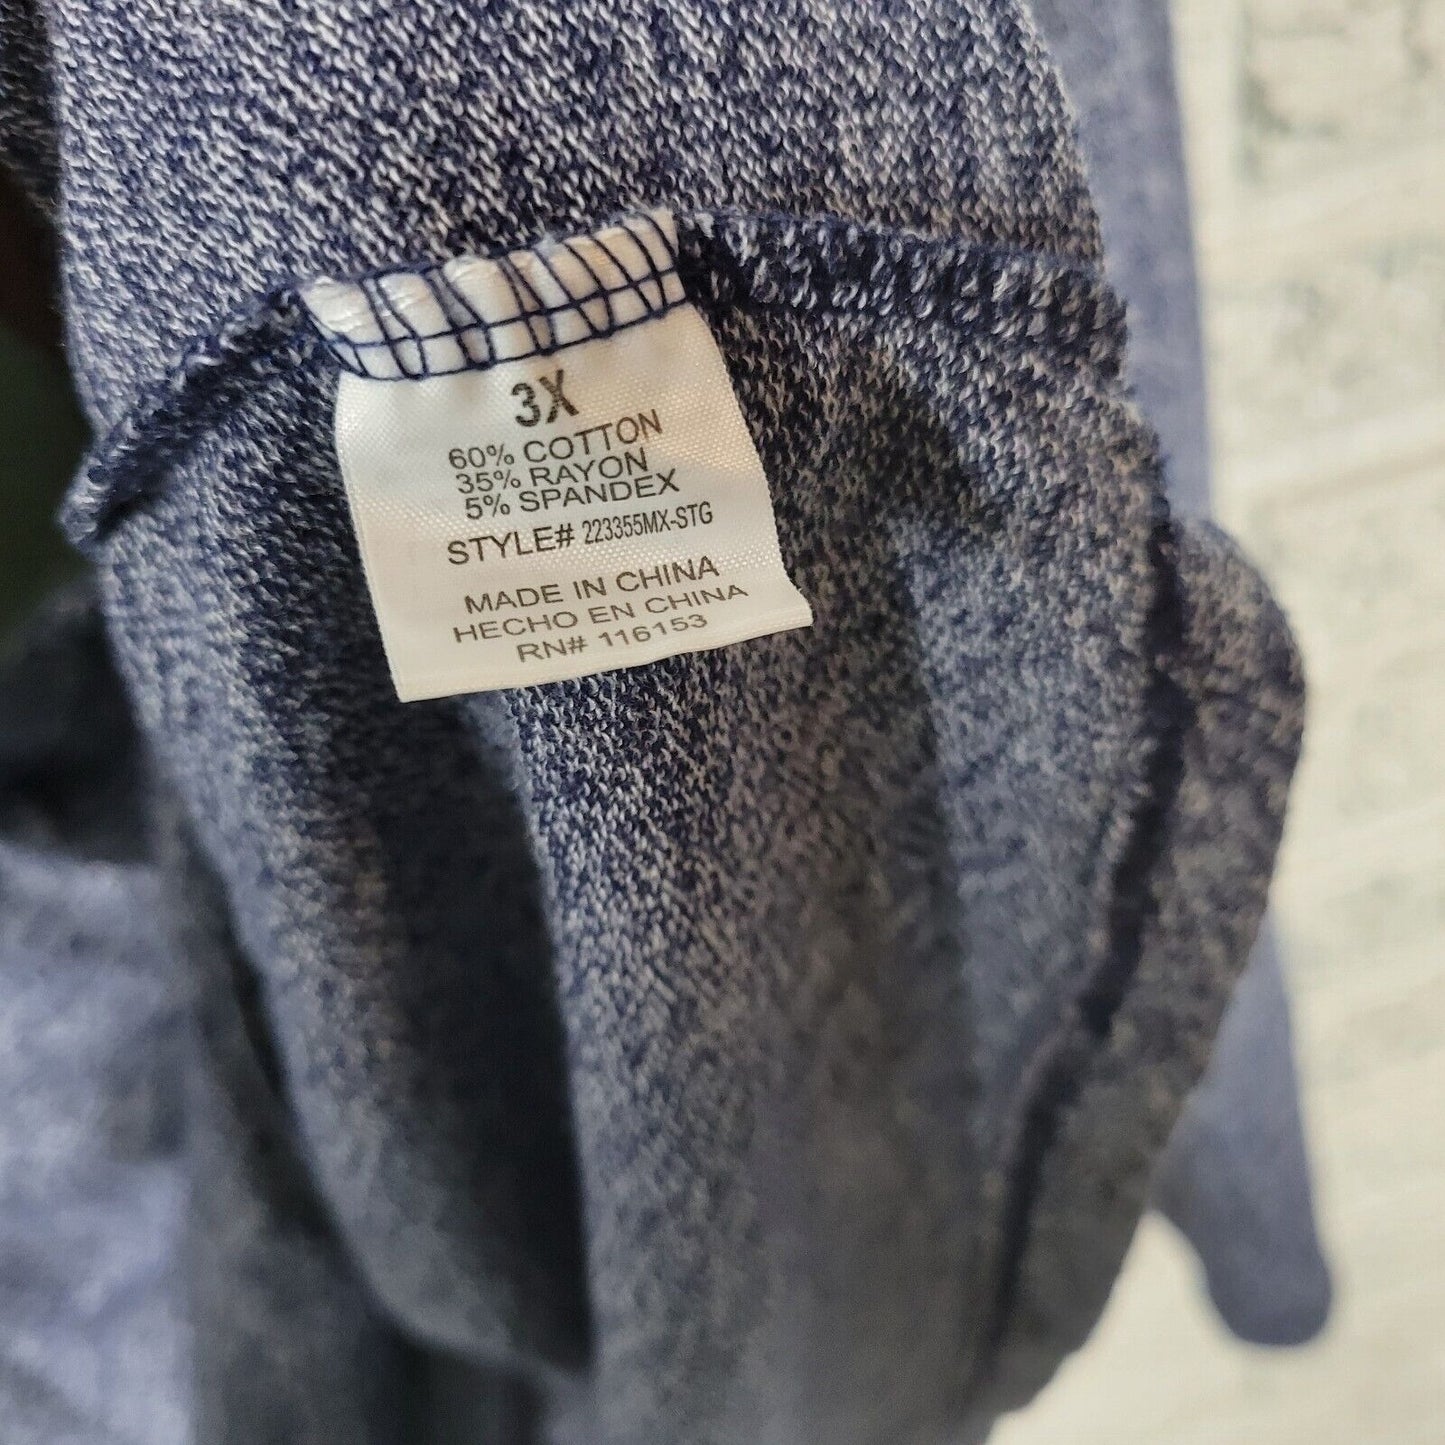 3X
60% COTTON
35% RAYON
5% SPANDEX
STYLE# 223355MX-STG
MADE IN CHINA
HECHO EN CHINA
RN# 116153